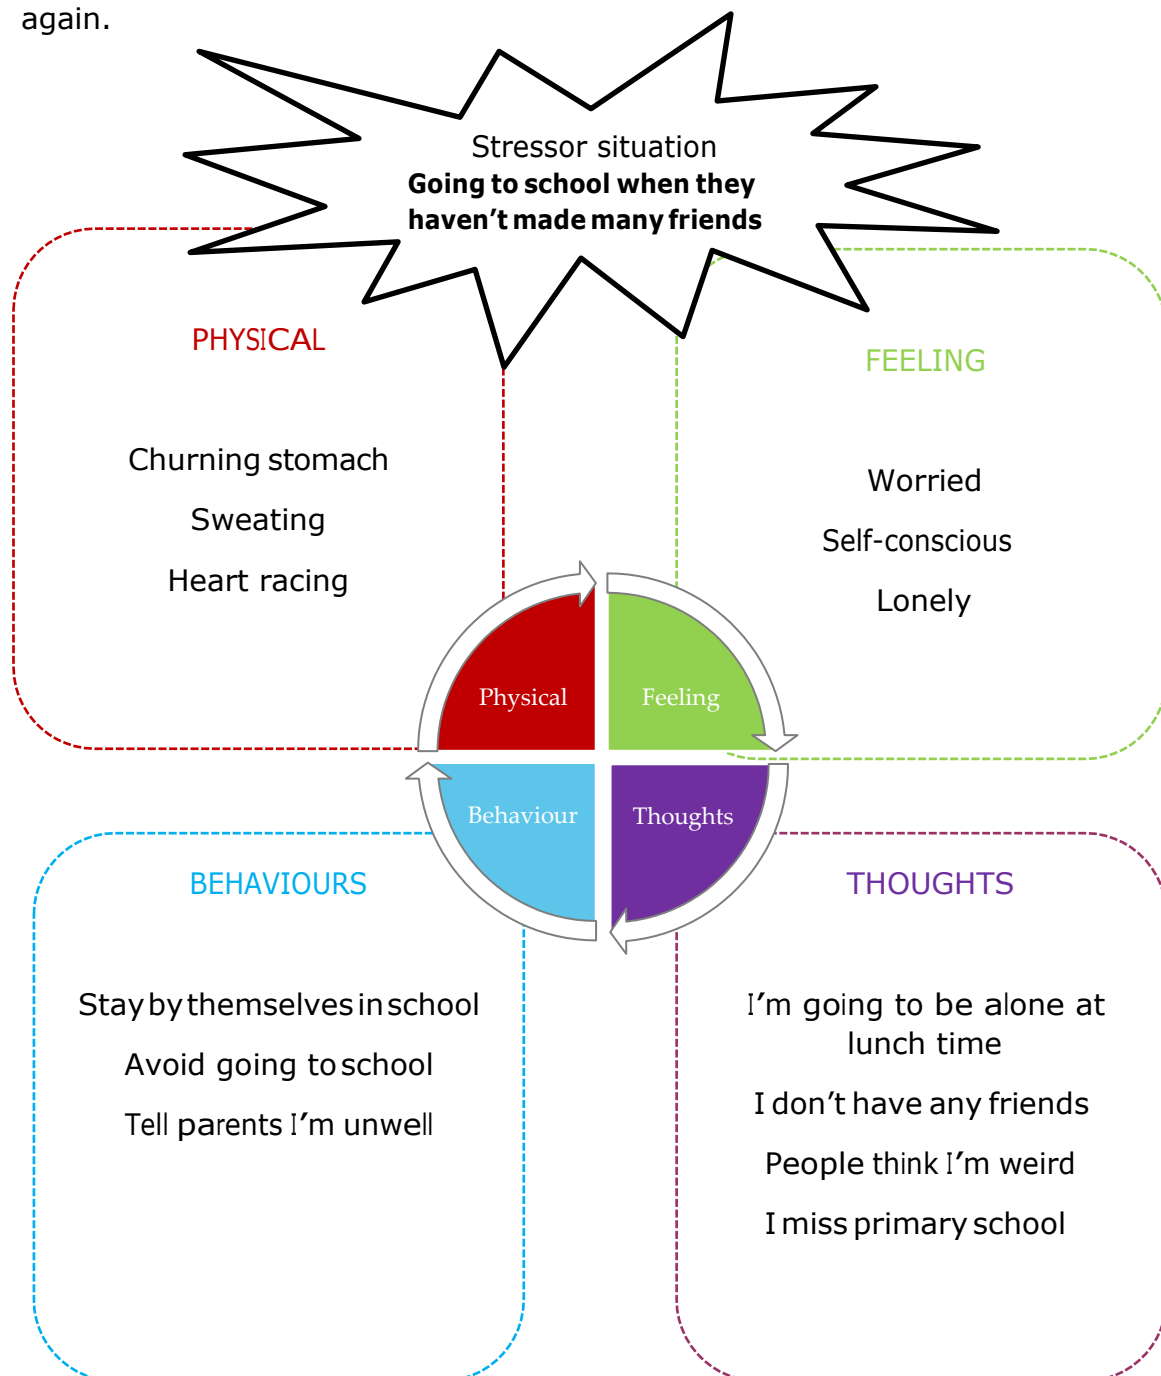 again.
Stressor situation
Going to school when they
haven’t made many friends
PHYSICAL
Churning stomach
Sweating
Heart racing
FEELING
Worried
Self-conscious
Lonely
Physical
Feeling
Behaviour
Thoughts
BEHAVIOURS
Stay by themselves in school
Avoid going to school
Tell parents I’m unwell
THOUGHTS
I’m going to be alone at
lunch time
I don’t have any friends
People think I’m weird
I miss primary school